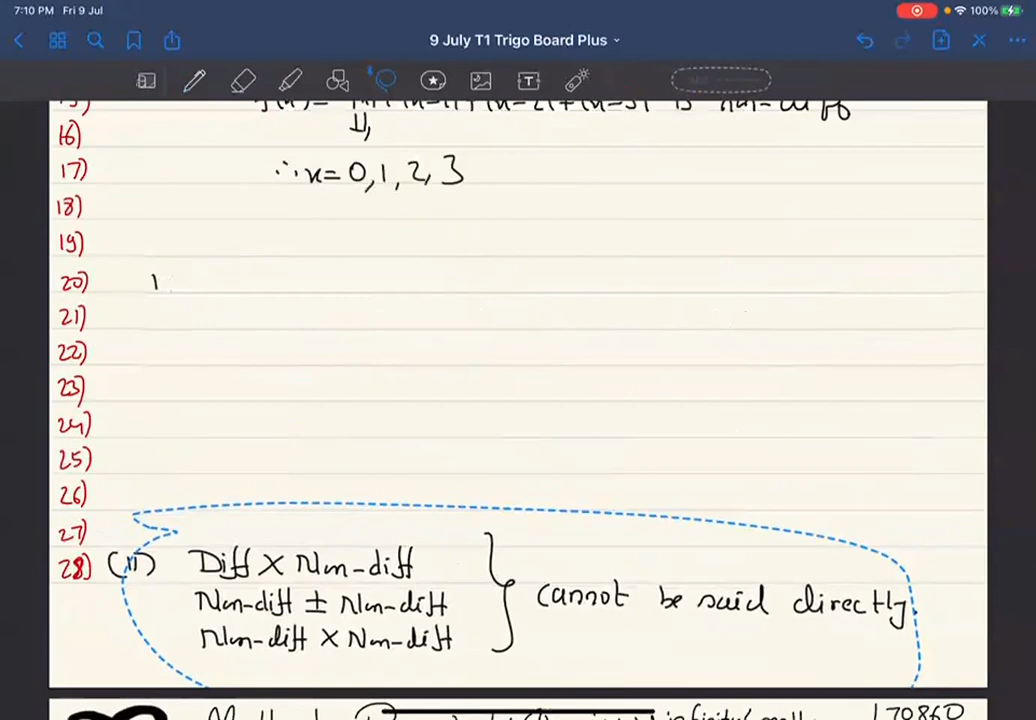 7:10 PM Fri 9 Jul 100%
9 July T1 Trigo Board Plus
T
16)
17) ∴ x = 0, 1, 2, 3
18)
19)
20)
21)
22)
23)
24)
25)
26)
27)
28) (ii) Diff × Non-diff
Non-diff ± Non-diff } cannot be said directly.
Non-diff × Non-diff
170860